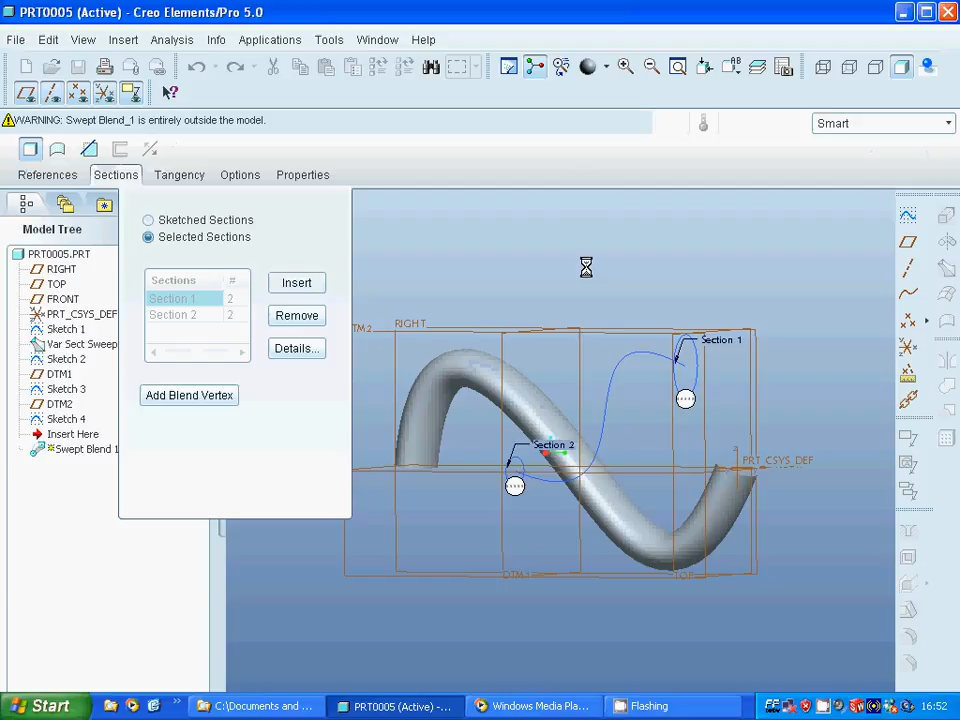 PRT0005 (Active) - Creo Elements/Pro 5.0
File Edit View Insert Analysis Info Applications Tools Window Help
WARNING: Swept Blend_1 is entirely outside the model.
Smart
References Sections Tangency Options Properties
Sketched Sections
Selected Sections
Sections #
Section 1 2
Section 2 2
Insert
Remove
Details...
Add Blend Vertex
Model Tree
PRT0005.PRT
RIGHT
TOP
FRONT
PRT_CSYS_DEF
Sketch 1
Var Sect Sweep
Sketch 2
DTM1
Sketch 3
DTM2
Sketch 4
Insert Here
Swept Blend 1
TM2
RIGHT
Section 1
Section 2
Z
PRT_CSYS_DEF
DTM1
TOP
Start
C:\Documents and ...
PRT0005 (Active) -...
Windows Media Pla...
Flashing
16:52